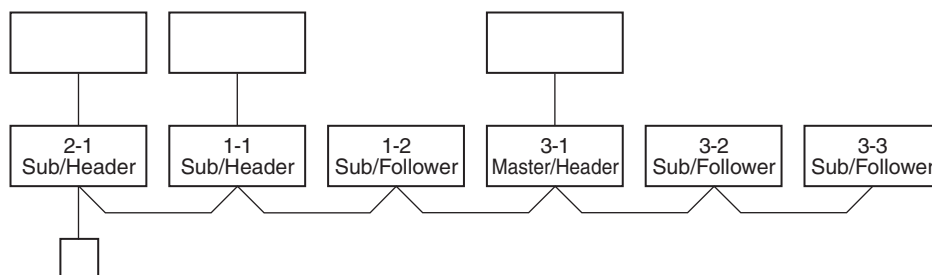 2-1
Sub/Header
1-1
Sub/Header
1-2
Sub/Follower
3-1
Master/Header
3-2
Sub/Follower
3-3
Sub/Follower